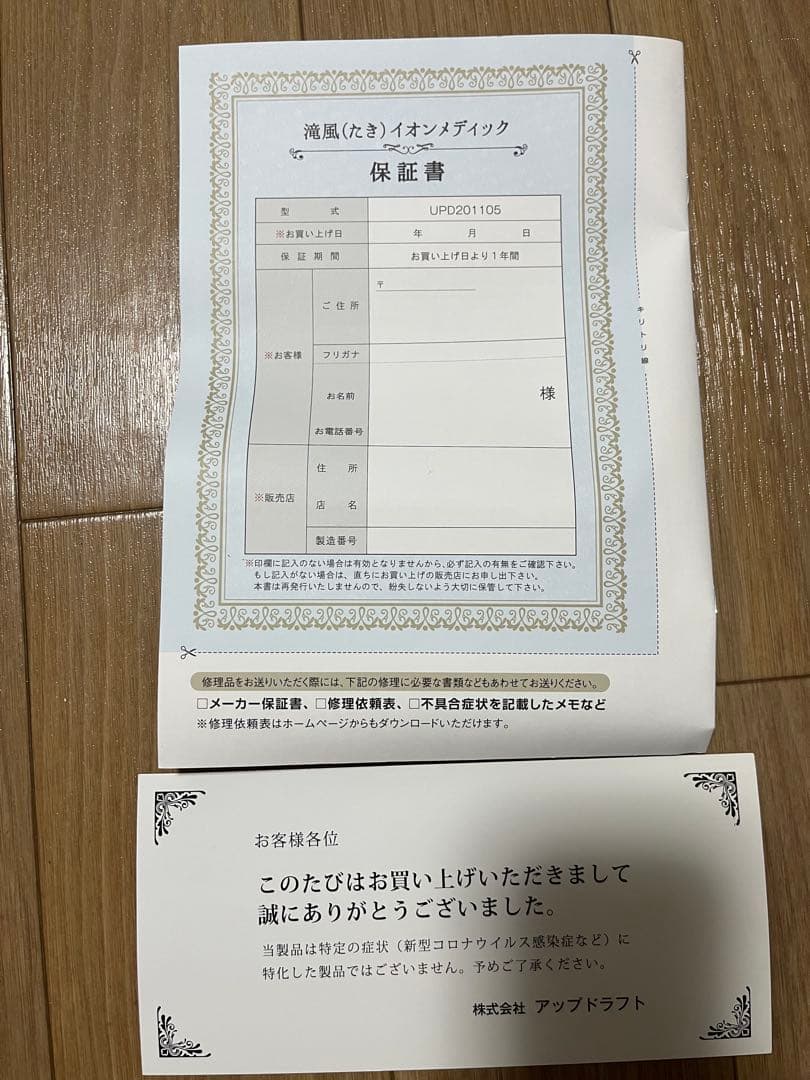 滝風(たき)イオンメディック
保証書
型式 UPD201105
※お買い上げ日 年 月 日
保証期間 お買い上げ日より1年間
※お客様 ご住所 〒
フリガナ
お名前 様
お電話番号
※販売店 住所
店名
製造番号
※印欄に記入のない場合は有効となりませんから、必ず記入の有無をご確認下さい。
もし記入がない場合は、直ちにお買い上げの販売店にお申し出下さい。
本書は再発行いたしませんので、紛失しないよう大切に保管して下さい。
キリトリ線
修理品をお送りいただく際には、下記の修理に必要な書類などもあわせてお送りください。
□メーカー保証書、□修理依頼表、□不具合症状を記載したメモなど
※修理依頼表はホームページからもダウンロードいただけます。
お客様各位
このたびはお買い上げいただきまして
誠にありがとうございました。
当製品は特定の症状（新型コロナウイルス感染症など）に
特化した製品ではございません。予めご了承ください。
株式会社 アップドラフト